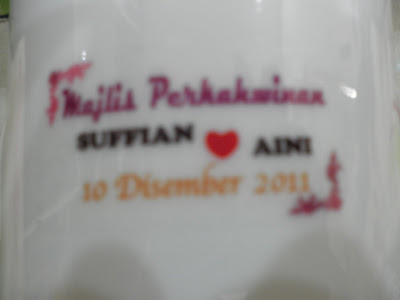 Majlis Perkahwinan
SUFFIAN AINI
10 Disember 2011